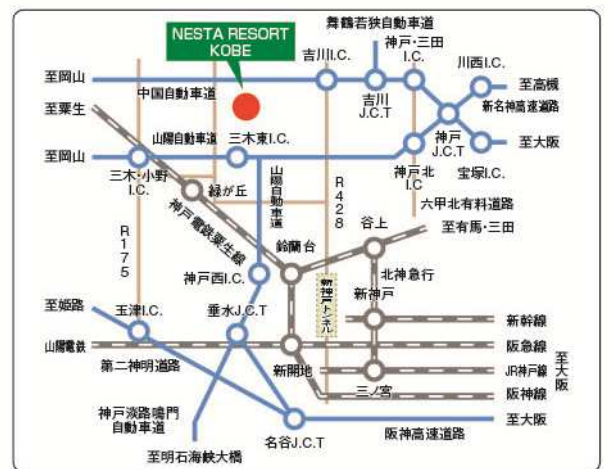 NESTA RESORT
KOBE
舞鶴若狭自動車道
吉川I.C.
神戸・三田
I.C.
川西I.C.
至岡山
中国自動車道
至高槻
至粟生
吉川
J.C.T
新名神高速道路
山陽自動車道
三木東I.C.
神戸
J.C.T
至大阪
至岡山
三木・小野
I.C.
緑が丘
山陽自動車道
R428
神戸北
I.C
宝塚I.C.
六甲北有料道路
R175
神戸電鉄粟生線
鈴蘭台
谷上
至有馬・三田
神戸西I.C.
北神急行
新神戸トンネル
新神戸
至姫路
玉津I.C.
垂水J.C.T
新幹線
山陽電鉄
阪急線
第二神明道路
新開地
三ノ宮
JR神戸線
至大阪
阪神線
神戸淡路鳴門
自動車道
至大阪
名谷J.C.T
阪神高速道路
至明石海峡大橋